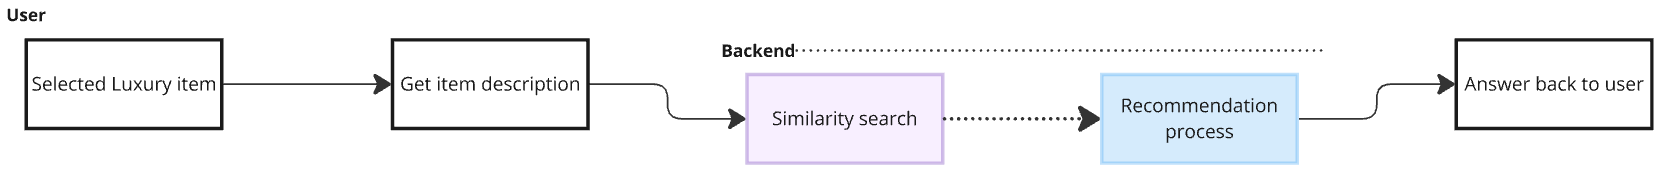 User
Selected Luxury item
Get item description
Backend
Similarity search
Recommendation
process
Answer back to user